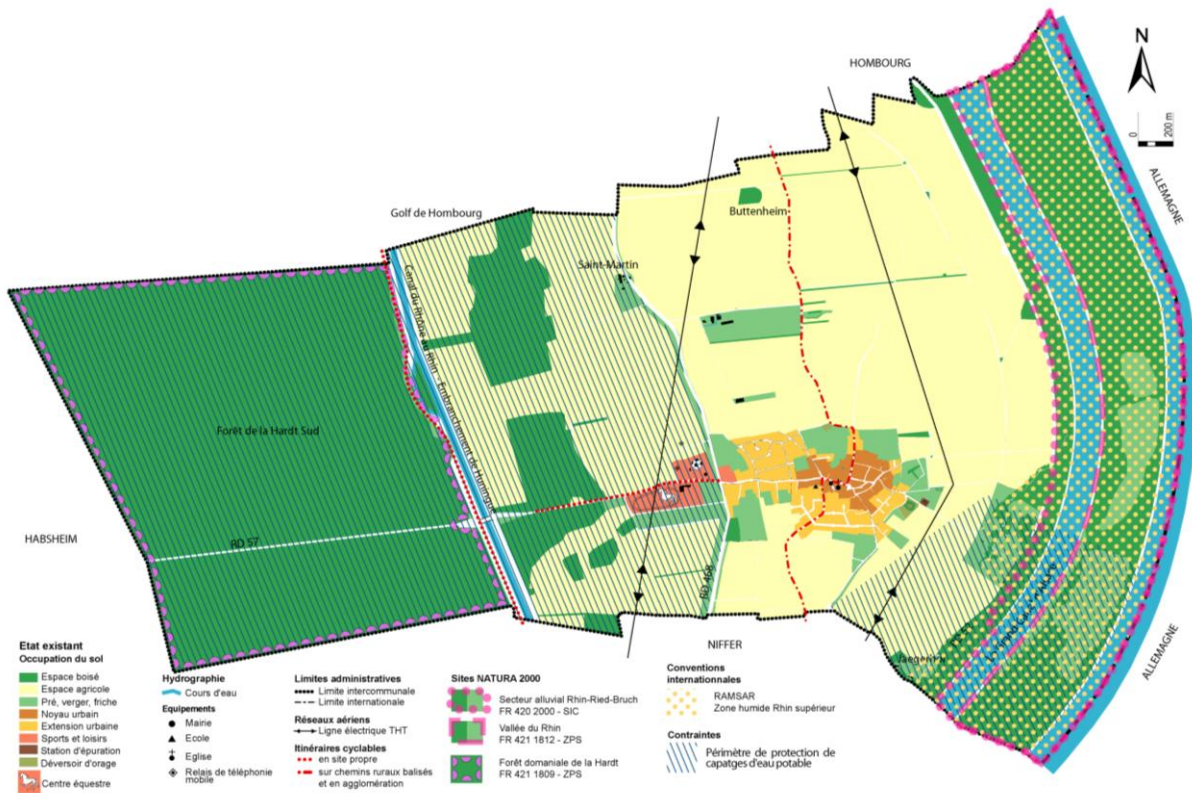 HOMBOURG
N
0
200 m
ALLEMAGNE
Golf de Hombourg
Buttenheim
Saint-Martin
Canal du Rhône au Rhin - Embranchement de Huningue
Forêt de la Hardt Sud
HABSHEIM
RD 57
RD 468
NIFFER
ALLEMAGNE
Etat existant
Occupation du sol
Espace boisé
Espace agricole
Pré, verger, friche
Noyau urbain
Extension urbaine
Sports et loisirs
Station d'épuration
Déversoir d'orage
Centre équestre
Hydrographie
Cours d'eau
Equipements
Mairie
Ecole
Eglise
Relais de téléphonie
mobile
Limites administratives
Limite intercommunale
Limite internationale
Réseaux aériens
Ligne électrique THT
Itinéraires cyclables
en site propre
sur chemins ruraux balisés
et en agglomération
Sites NATURA 2000
Secteur alluvial Rhin-Ried-Bruch
FR 420 2000 - SIC
Vallée du Rhin
FR 421 1812 - ZPS
Forêt domaniale de la Hardt
FR 421 1809 - ZPS
Conventions
internationnales
RAMSAR
Zone humide Rhin supérieur
Contraintes
Périmètre de protection de
capatges d'eau potable